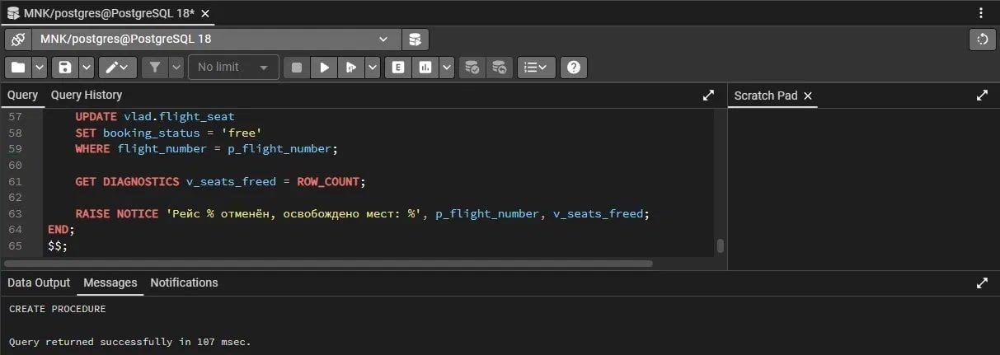 MNK/postgres@PostgreSQL 18*
MNK/postgres@PostgreSQL 18
No limit
E
Query Query History
Scratch Pad
57 UPDATE vlad.flight_seat
58 SET booking_status = 'free'
59 WHERE flight_number = p_flight_number;
60
61 GET DIAGNOSTICS v_seats_freed = ROW_COUNT;
62
63 RAISE NOTICE 'Рейс % отменён, освобождено мест: %', p_flight_number, v_seats_freed;
64 END;
65 $$;
Data Output Messages Notifications
CREATE PROCEDURE
Query returned successfully in 107 msec.